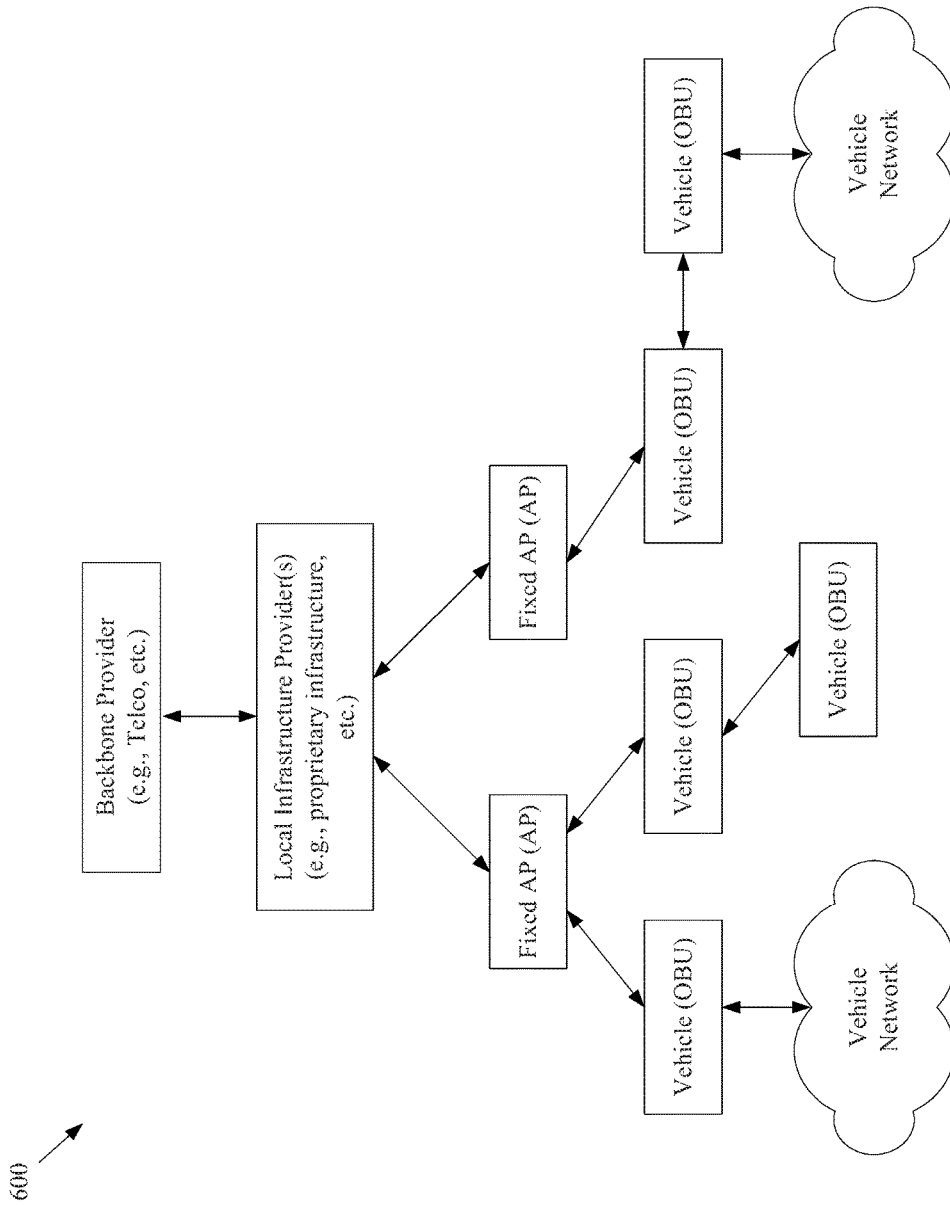 600
Backbone Provider
(e.g., Telco, etc.)
Local Infrastructure Provider(s)
(e.g., proprietary infrastructure,
etc.)
Fixed AP (AP)
Fixed AP (AP)
Vehicle (OBU)
Vehicle (OBU)
Vehicle (OBU)
Vehicle (OBU)
Vehicle
Network
Vehicle (OBU)
Vehicle
Network